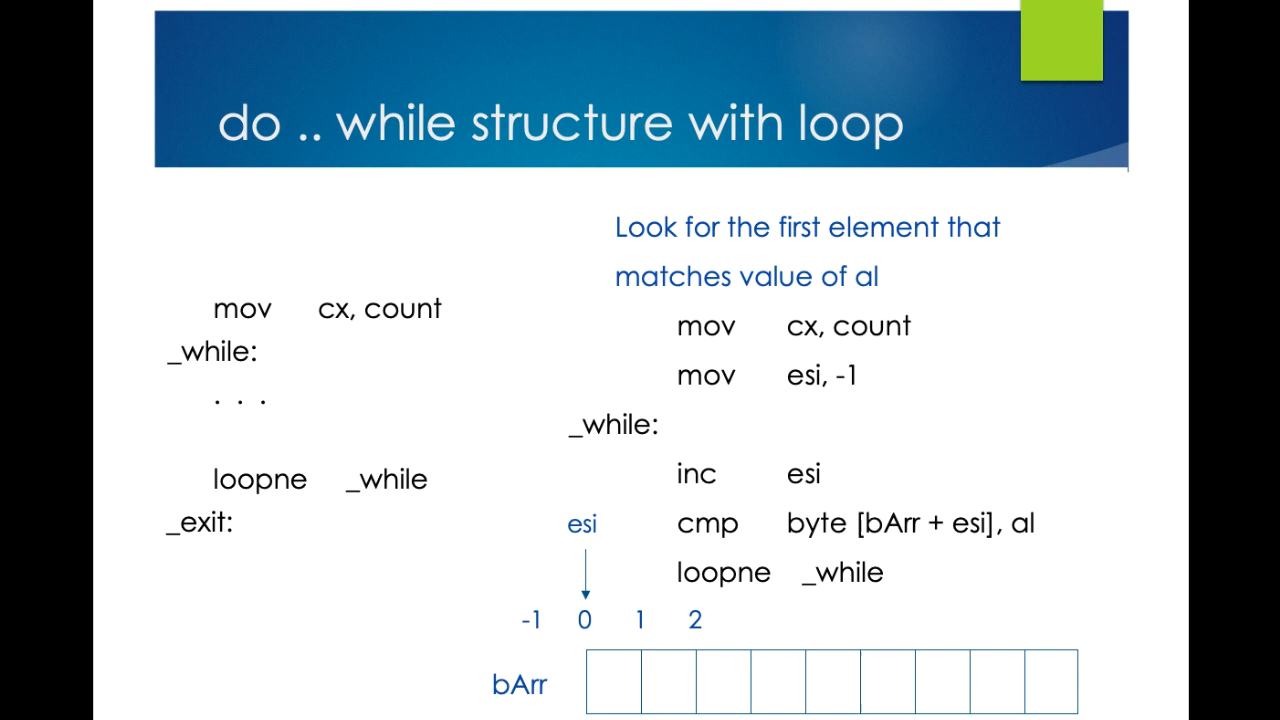 do .. while structure with loop
mov cx, count
_while:
. . .
loopne _while
_exit:
Look for the first element that
matches value of al
mov cx, count
mov esi, -1
_while:
inc esi
cmp byte [bArr + esi], al
loopne _while
esi
-1 0 1 2
bArr